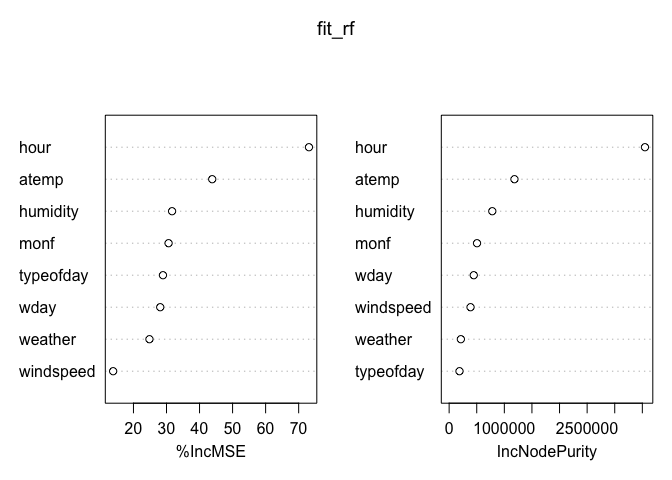 fit_rf
hour
atemp
humidity
monf
typeofday
wday
weather
windspeed
20 30 40 50 60 70
%IncMSE
hour
atemp
humidity
monf
wday
windspeed
weather
typeofday
0 1000000 2500000
IncNodePurity